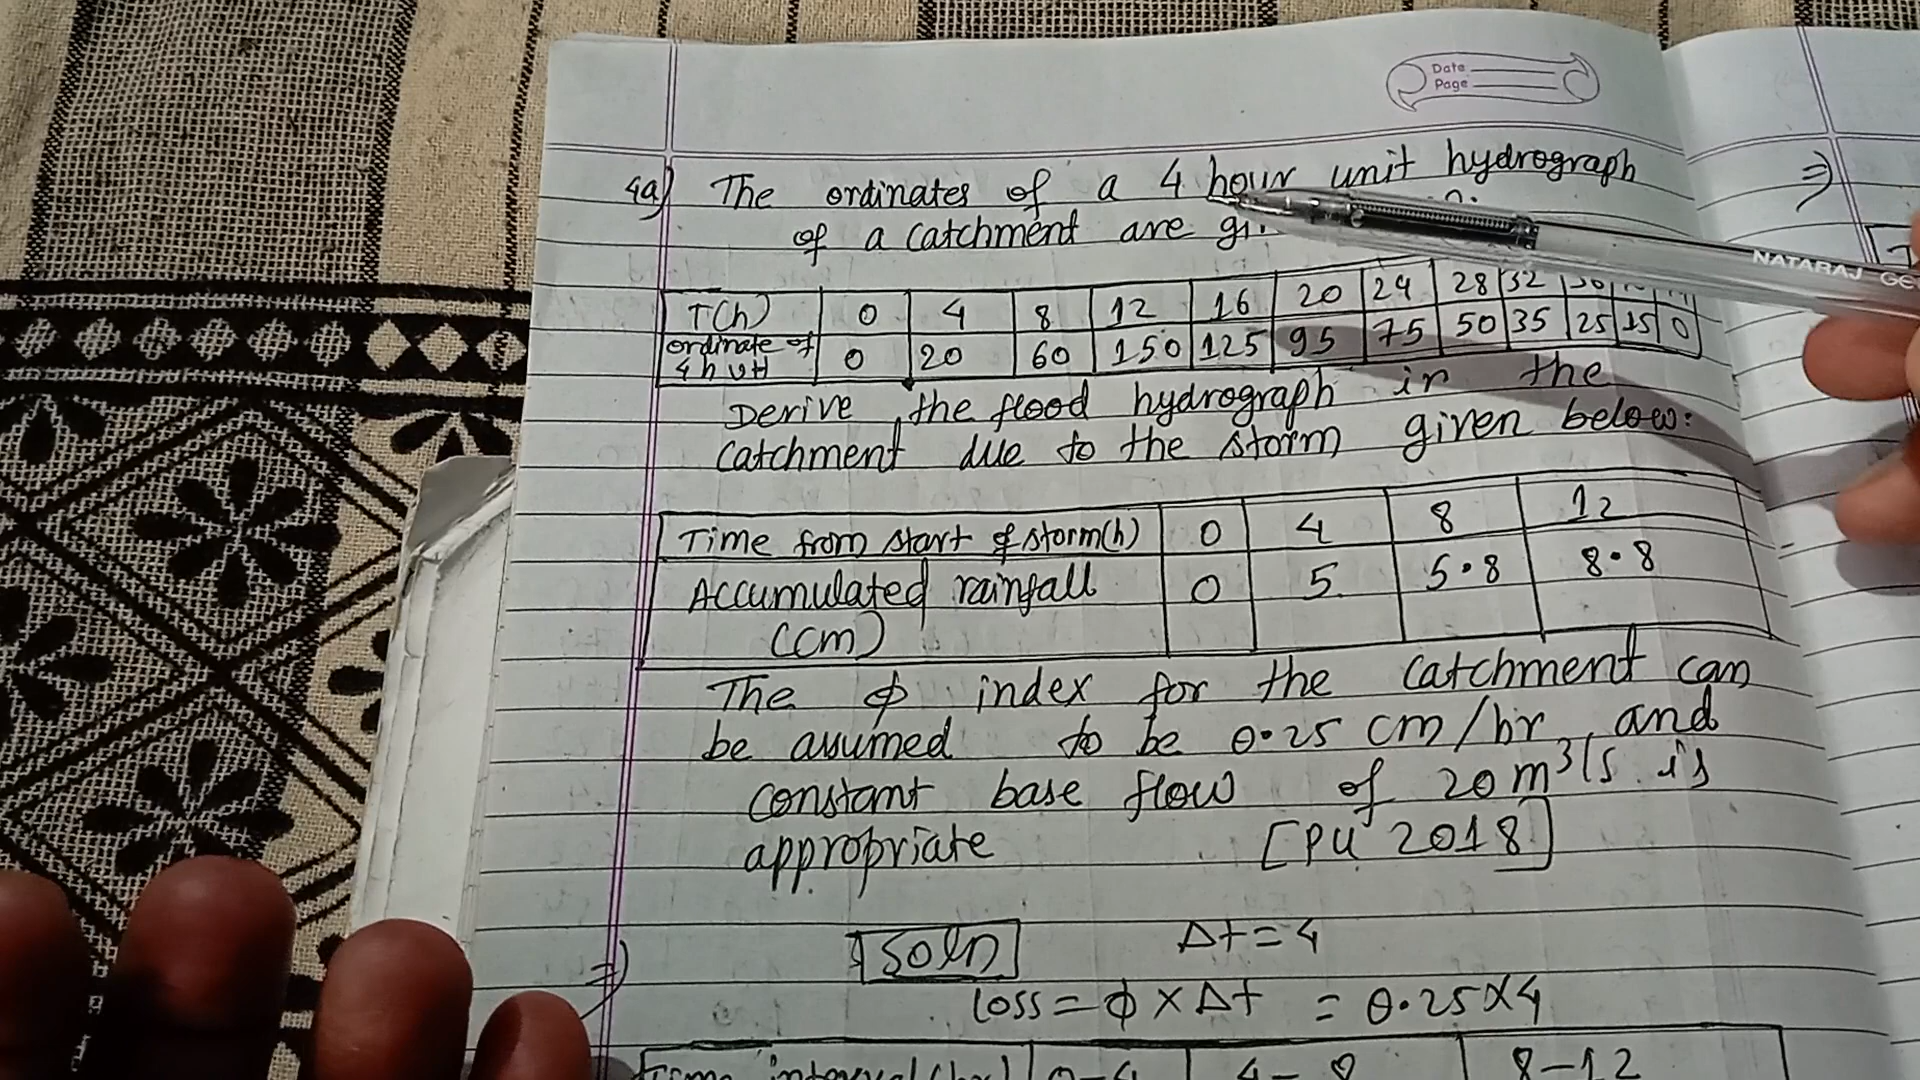 Date
Page
4a) The ordinates of a 4 hour unit hydrograph
of a catchment are
T(h) 0 4 8 12 16 20 24 28 32
ordinate of 4 h UH 0 20 60 150 125 95 75 50 35 25 15 0
Derive the flood hydrograph in the
catchment due to the storm given below:
Time from start of storm(h) 0 4 8 12
Accumulated rainfall 0 5 5.8 8.8
(cm)
The φ index for the catchment can
be assumed to be 0.25 cm/hr, and
constant base flow of 20 m³/s is
appropriate [PU 2018]
NATARAJ
⇒ Soln Δt = 4
loss = φ × Δt = 0.25×4
8-12
⇒